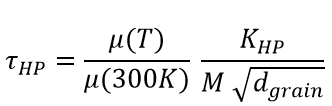 τ_HP = μ(T)/μ(300K) K_HP/(M √d_grain)